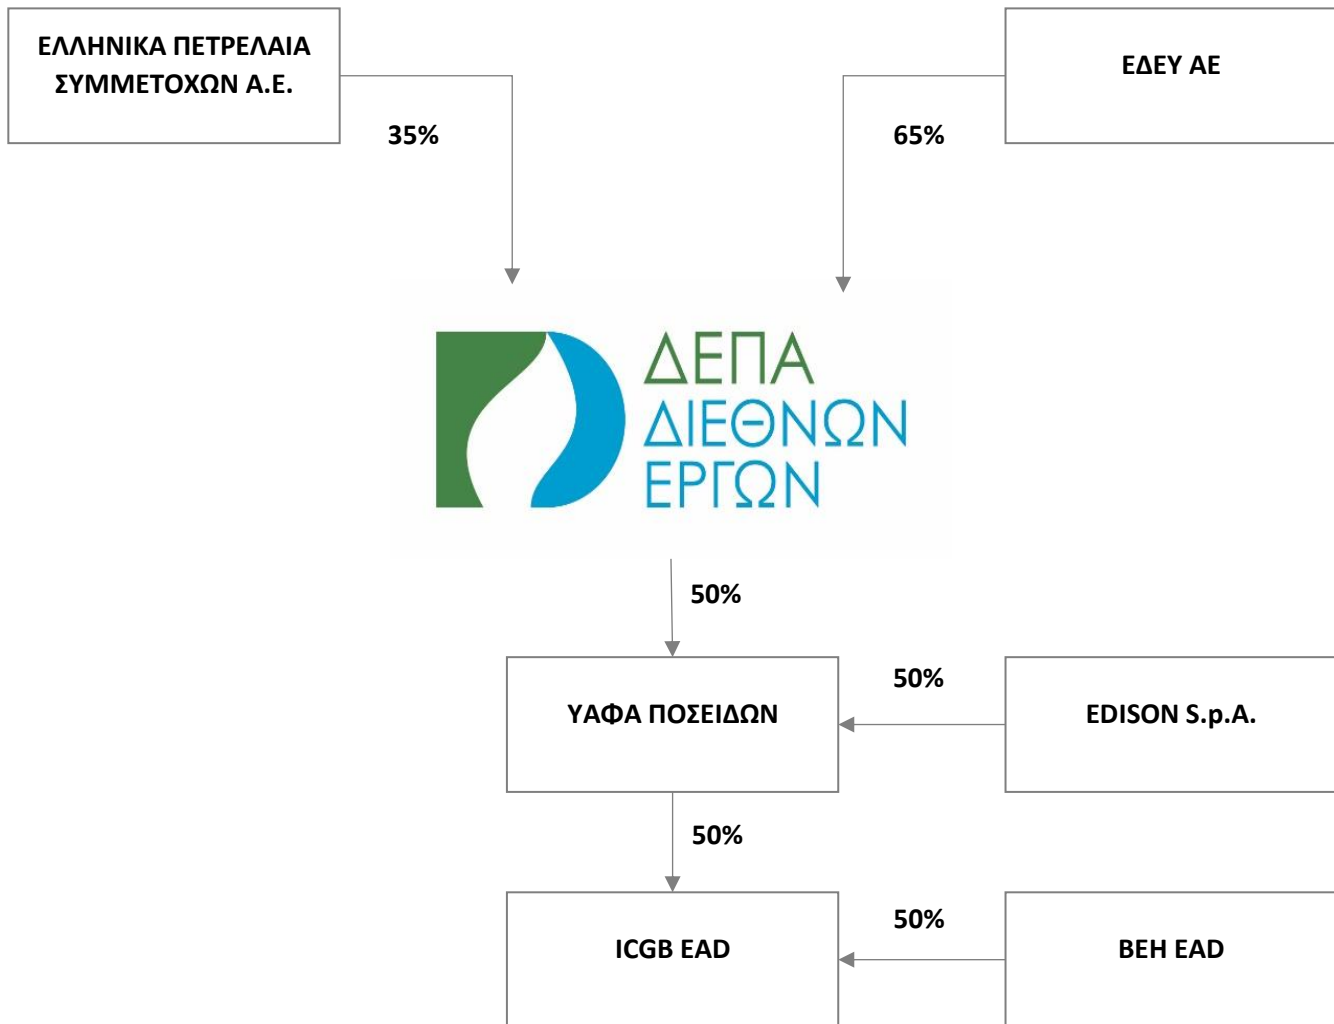 ΕΛΛΗΝΙΚΑ ΠΕΤΡΕΛΑΙΑ
ΣΥΜΜΕΤΟΧΩΝ Α.Ε.
ΕΔΕΥ ΑΕ
35%
65%
ΔΕΠΑ
ΔΙΕΘΝΩΝ
ΕΡΓΩΝ
50%
ΥΑΦΑ ΠΟΣΕΙΔΩΝ
50%
EDISON S.p.A.
50%
ICGB EAD
50%
BEH EAD